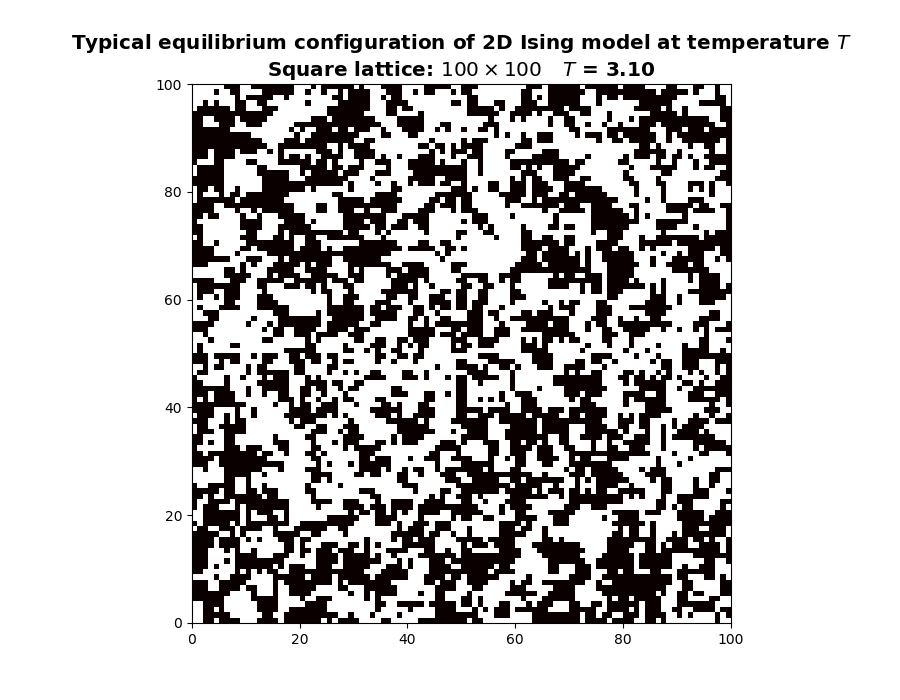 Typical equilibrium configuration of 2D Ising model at temperature T
Square lattice: 100 × 100 T = 3.10
100
80
60
40
20
0
0 20 40 60 80 100